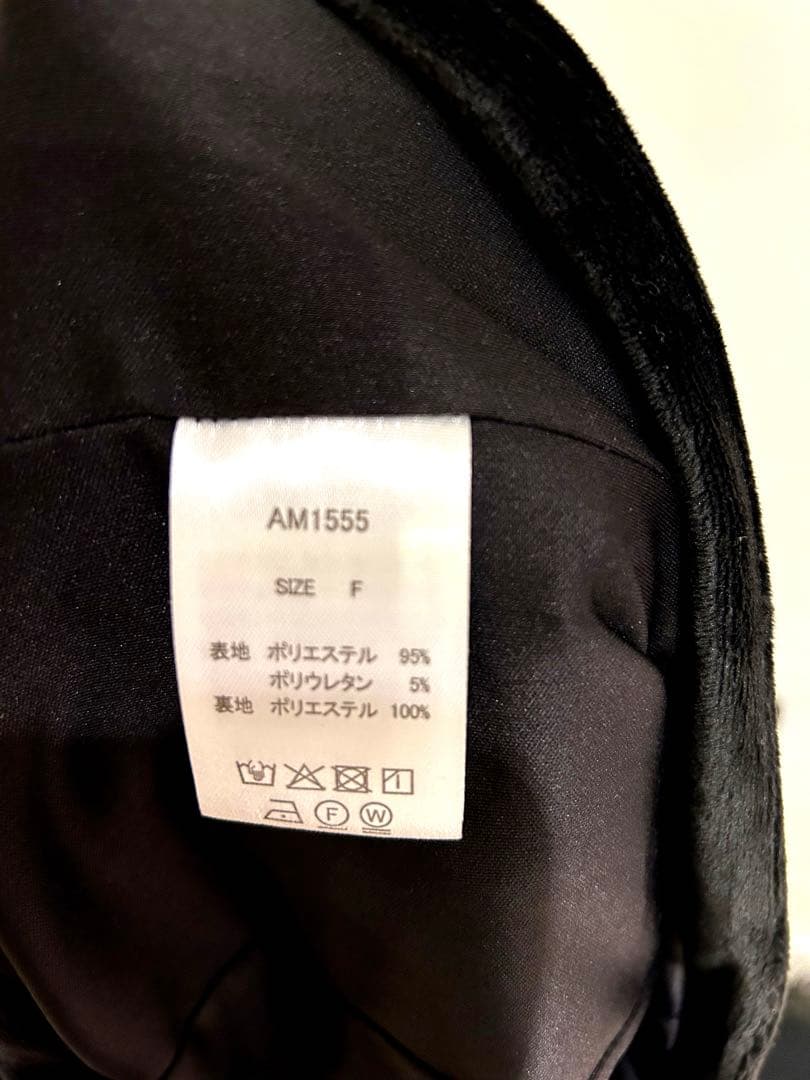 AM1555
SIZE F
表地 ポリエステル 95%
ポリウレタン 5%
裏地 ポリエステル 100%
F W